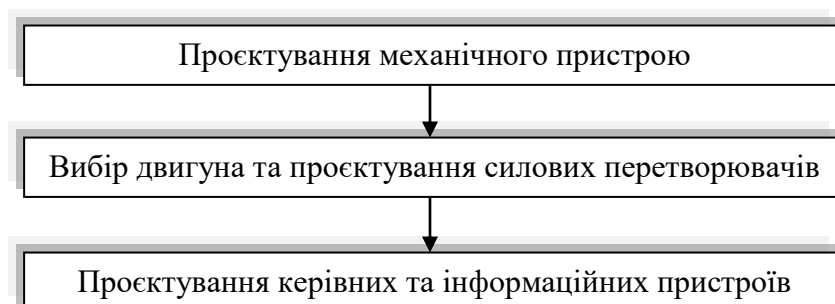 Проєктування механічного пристрою
Вибір двигуна та проєктування силових перетворювачів
Проєктування керівних та інформаційних пристроїв